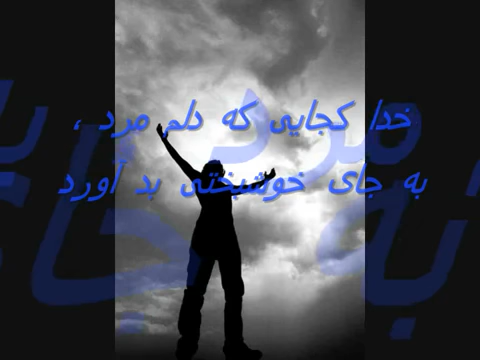 خدا کجایی که دلم مرد ،
به جای خوشبختی بد آورد